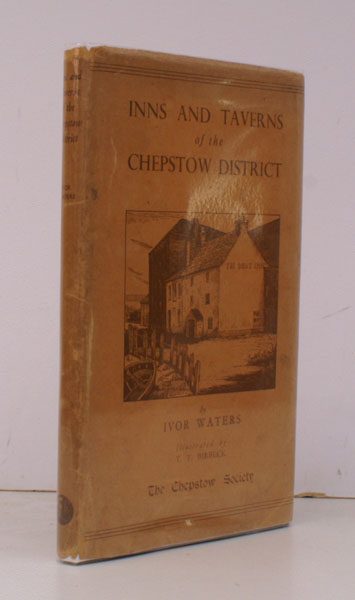 INNS AND TAVERNS
of the
CHEPSTOW DISTRICT
by
IVOR WATERS
Illustrated by
The Chepstow Society